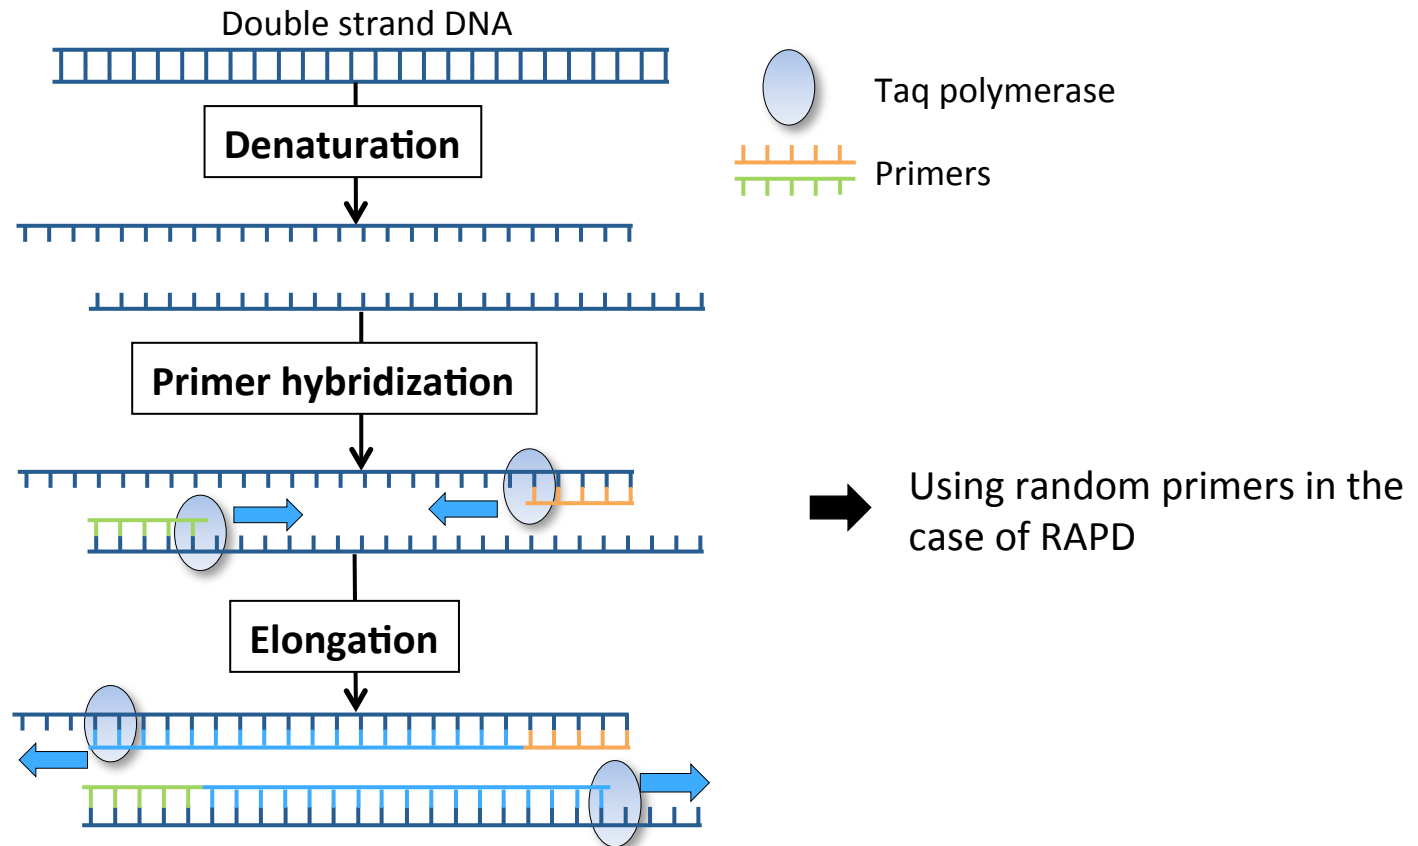 Double strand DNA
Taq polymerase
Denaturation
Primers
Primer hybridization
Using random primers in the
case of RAPD
Elongation